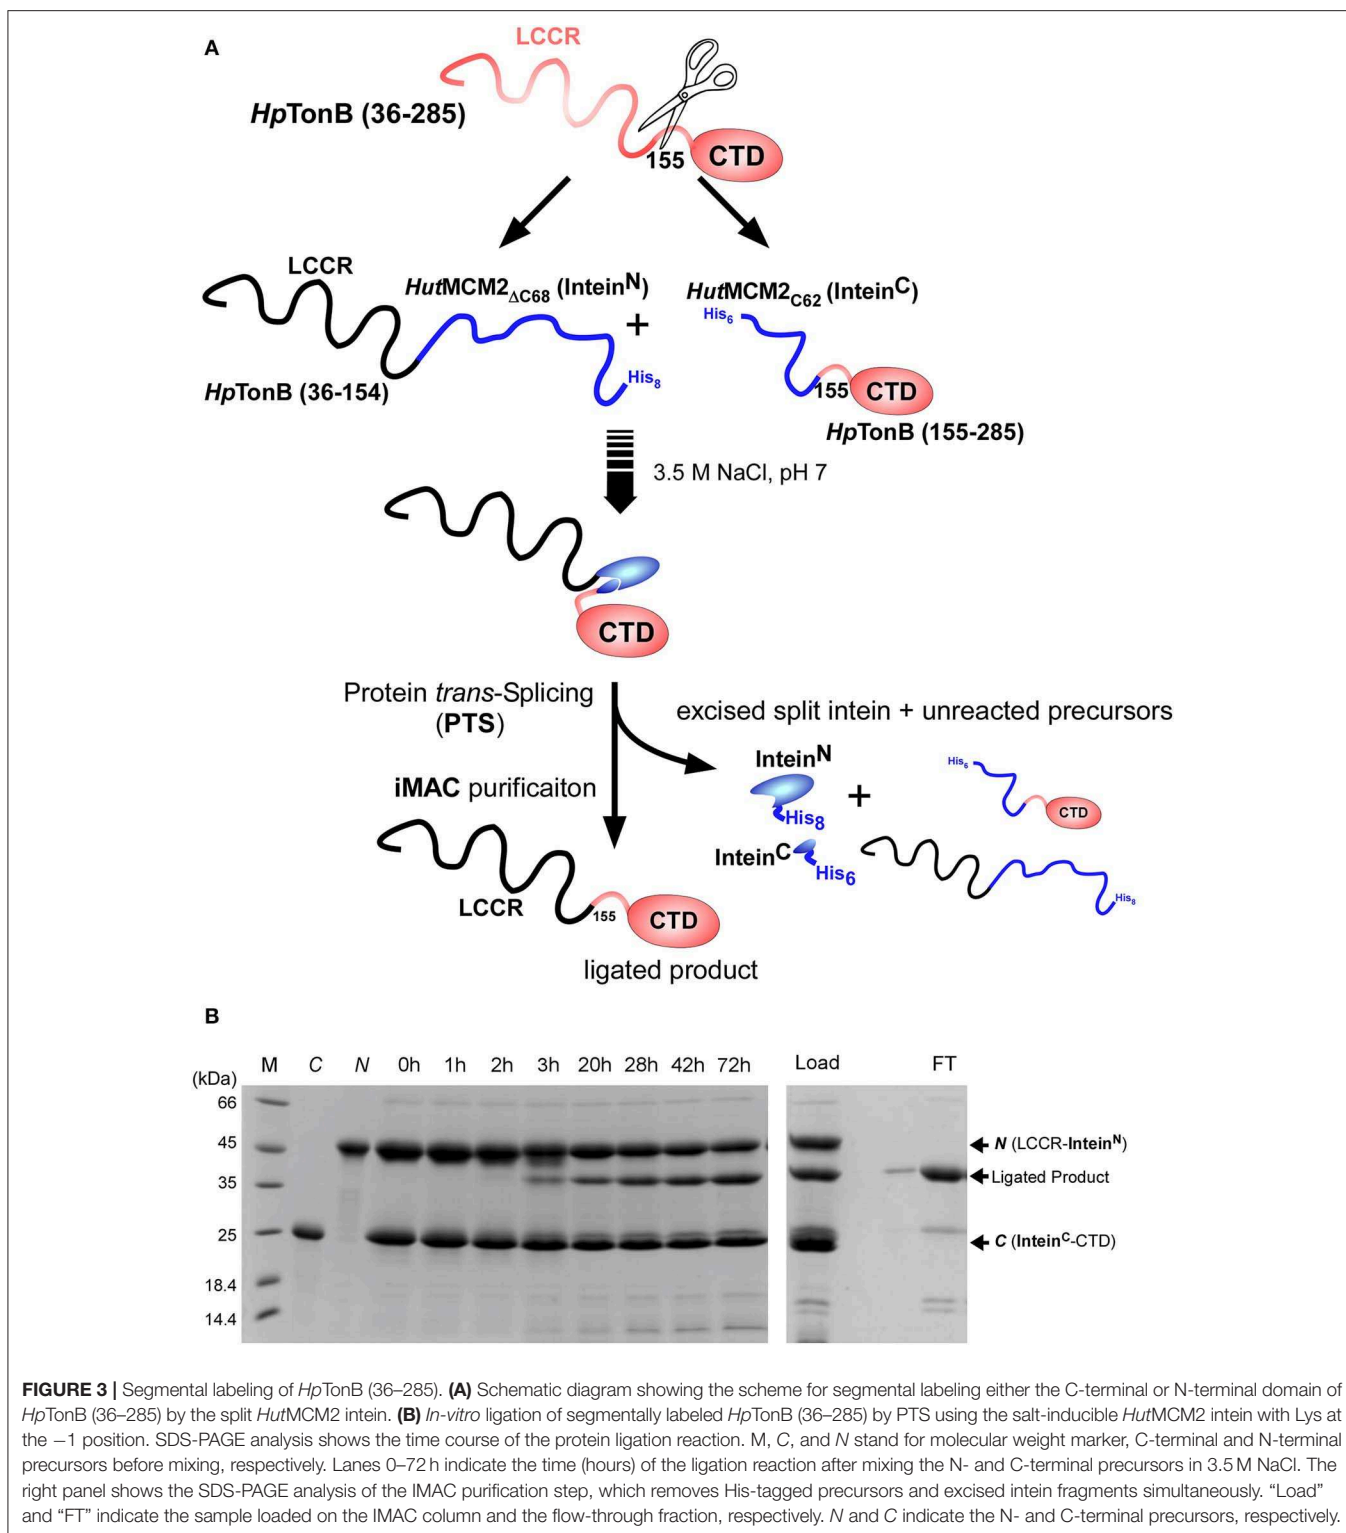 A
LCCR
HpTonB (36-285)
155
CTD
LCCR
HutMCM2ΔC68 (InteinN)
+
HutMCM2C62 (InteinC)
His6
His8
155
CTD
HpTonB (36-154)
HpTonB (155-285)
3.5 M NaCl, pH 7
CTD
Protein trans-Splicing
(PTS)
excised split intein + unreacted precursors
iMAC purificaiton
InteinN
His8
+
InteinC
His6
His6
CTD
His8
LCCR
155
CTD
ligated product
B
M C N 0h 1h 2h 3h 20h 28h 42h 72h Load FT
(kDa)
66
45
35
25
18.4
14.4
N (LCCR-InteinN)
Ligated Product
C (InteinC-CTD)
FIGURE 3 | Segmental labeling of HpTonB (36–285). (A) Schematic diagram showing the scheme for segmental labeling either the C-terminal or N-terminal domain of
HpTonB (36–285) by the split HutMCM2 intein. (B) In-vitro ligation of segmentally labeled HpTonB (36–285) by PTS using the salt-inducible HutMCM2 intein with Lys at
the −1 position. SDS-PAGE analysis shows the time course of the protein ligation reaction. M, C, and N stand for molecular weight marker, C-terminal and N-terminal
precursors before mixing, respectively. Lanes 0–72 h indicate the time (hours) of the ligation reaction after mixing the N- and C-terminal precursors in 3.5 M NaCl. The
right panel shows the SDS-PAGE analysis of the IMAC purification step, which removes His-tagged precursors and excised intein fragments simultaneously. “Load”
and “FT” indicate the sample loaded on the IMAC column and the flow-through fraction, respectively. N and C indicate the N- and C-terminal precursors, respectively.